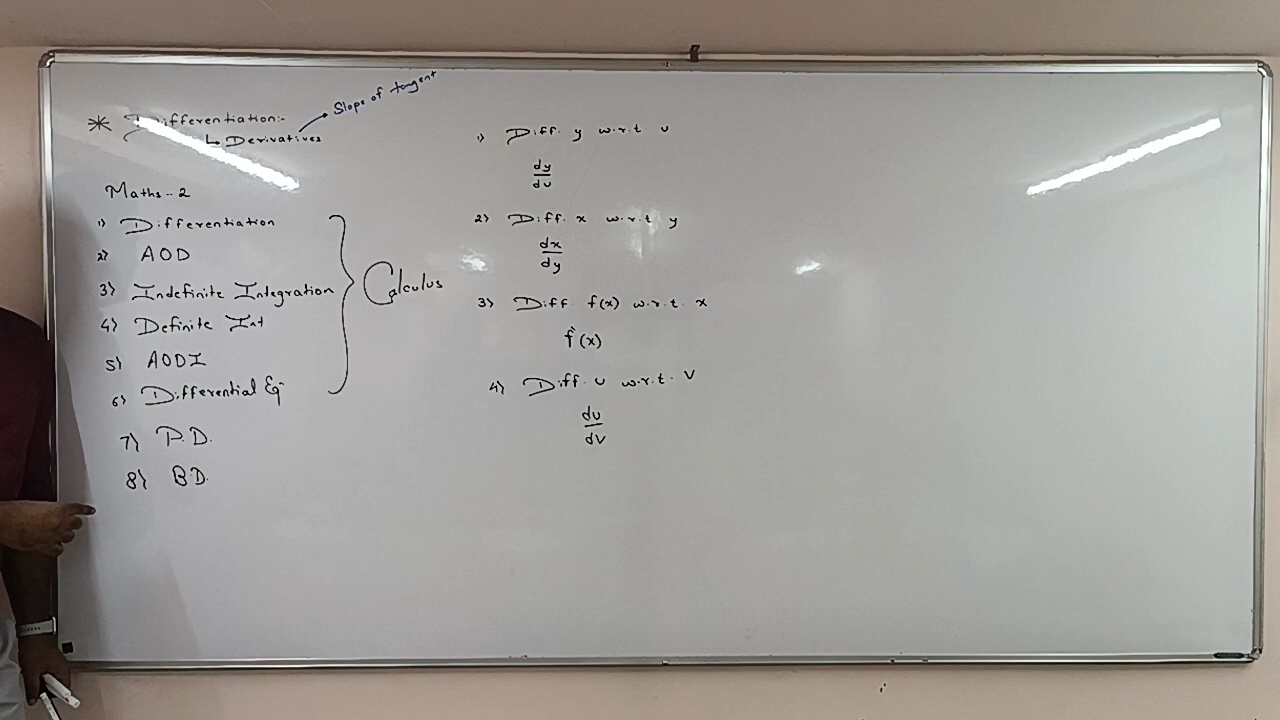 * Differentiation:-
↳ Derivatives → Slope of tangent
Maths-2
1) Differentiation
2) AOD
3) Indefinite Integration
4) Definite Int
5) AODI
6) Differential Eqⁿ
7) P.D.
8) B.D.
} Calculus
1) Diff. y w.r.t. u
dy
du
2) Diff. x w.r.t. y
dx
dy
3) Diff. f(x) w.r.t. x
f'(x)
4) Diff. u w.r.t. v
du
dv